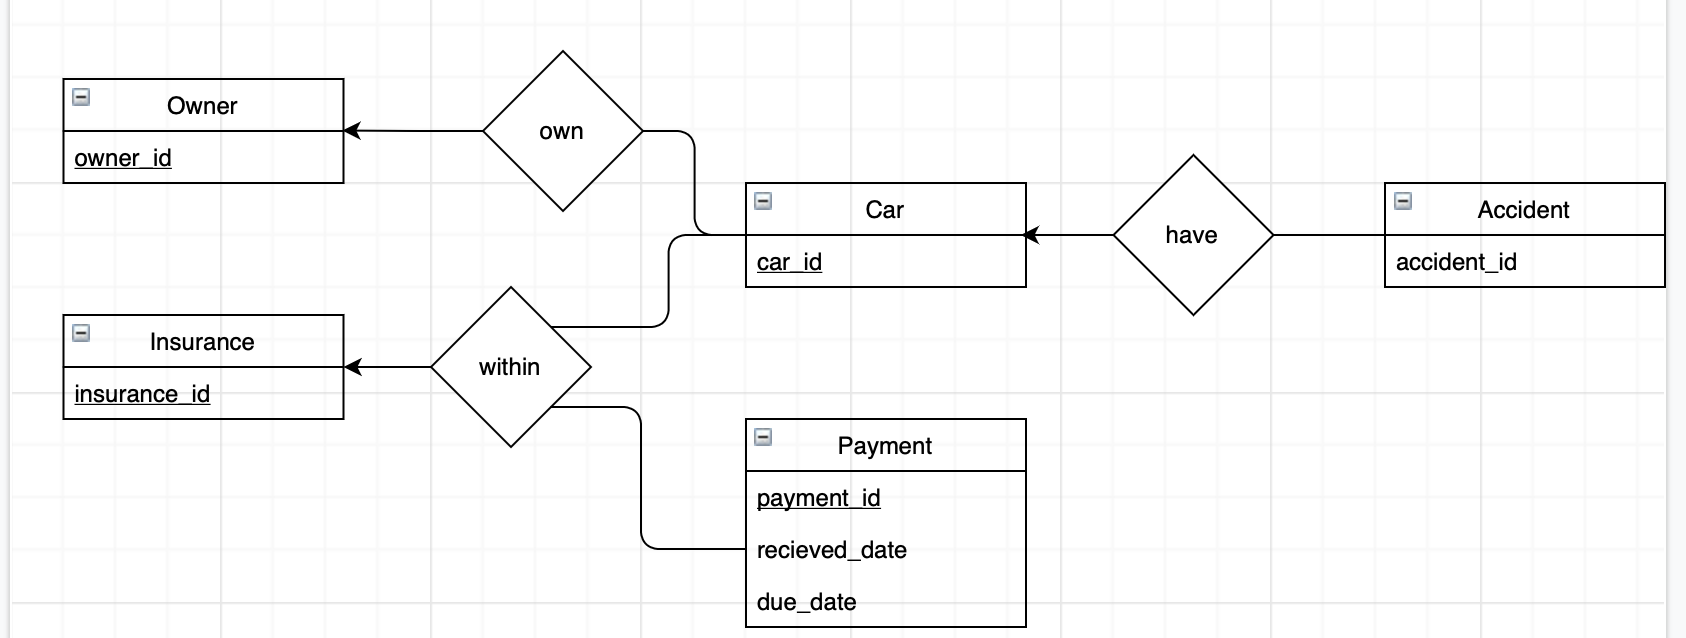 Owner
owner_id
own
Car
car_id
have
Accident
accident_id
Insurance
insurance_id
within
Payment
payment_id
recieved_date
due_date